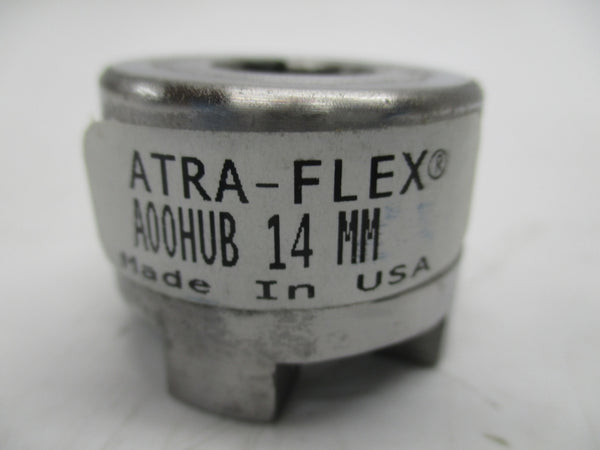 ATRA-FLEX®
A00HUB 14 MM
Made In USA